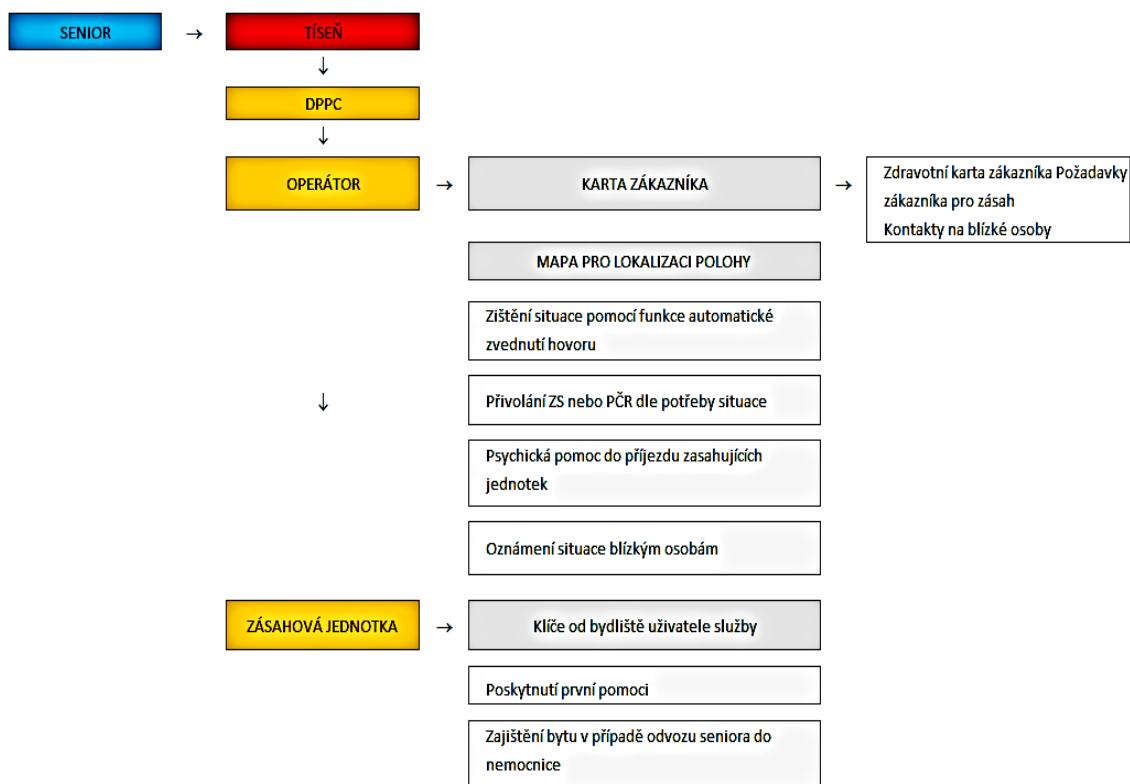 SENIOR
→
TÍSEŇ
↓
DPPC
↓
OPERÁTOR
→
KARTA ZÁKAZNÍKA
→
Zdravotní karta zákazníka Požadavky
zákazníka pro zásah
Kontakty na blízké osoby
MAPA PRO LOKALIZACI POLOHY
Zištění situace pomocí funkce automatické
zvednutí hovoru
↓
Přivolání ZS nebo PČR dle potřeby situace
Psychická pomoc do příjezdu zasahujících
jednotek
Oznámení situace blízkým osobám
ZÁSAHOVÁ JEDNOTKA
→
Klíče od bydliště uživatele služby
Poskytnutí první pomoci
Zajištění bytu v případě odvozu seniora do
nemocnice